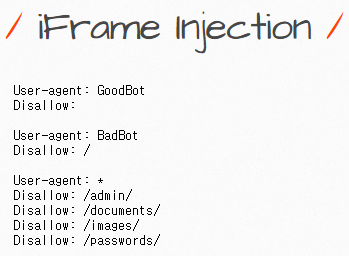 / iFrame Injection /
User-agent: GoodBot
Disallow:
User-agent: BadBot
Disallow: /
User-agent: *
Disallow: /admin/
Disallow: /documents/
Disallow: /images/
Disallow: /passwords/